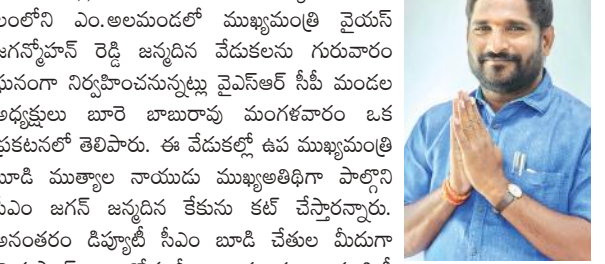 లంలోని ఎం.అలమండలో ముఖ్యమంత్రి వైయస్
జగన్మోహన్ రెడ్డి జన్మదిన వేడుకలను గురువారం
ఘనంగా నిర్వహించనున్నట్లు వైఎస్ఆర్ సీపీ మండల
అధ్యక్షులు బూరె బాబురావు మంగళవారం ఒక
ప్రకటనలో తెలిపారు. ఈ వేడుకల్లో ఉప ముఖ్యమంత్రి
బూడి ముత్యాల నాయుడు ముఖ్యఅతిథిగా పాల్గొని
సీఎం జగన్ జన్మదిన కేకును కట్ చేస్తారన్నారు.
అనంతరం డిప్యూటీ సీఎం బూడి చేతుల మీదుగా